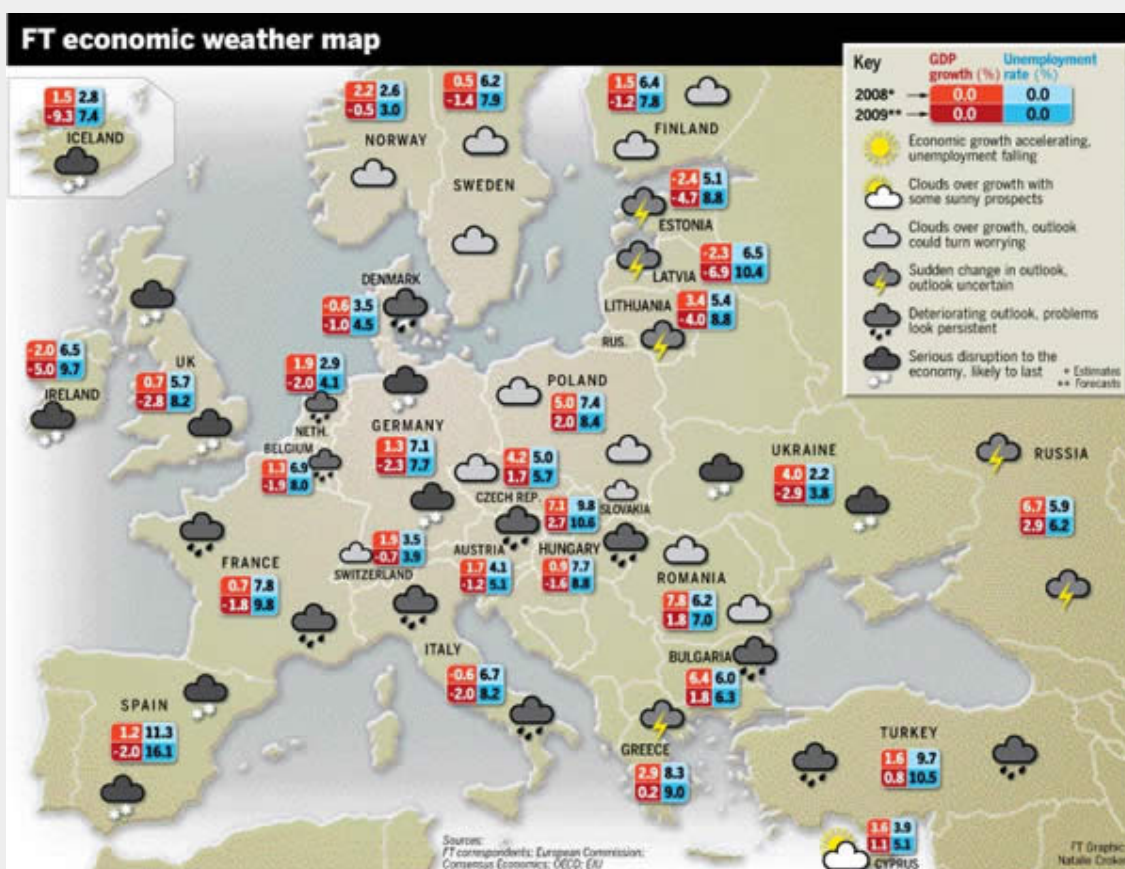 FT economic weather map
Key
GDP growth (%)
Unemployment rate (%)
2008*
0.0 0.0
2009**
0.0 0.0
Economic growth accelerating,
unemployment falling
Clouds over growth with
some sunny prospects
Clouds over growth, outlook
could turn worrying
Sudden change in outlook,
outlook uncertain
Deteriorating outlook, problems
look persistent
Serious disruption to the
economy, likely to last
* Estimates
** Forecasts
1.5 2.8
-9.3 7.4
ICELAND
2.2 2.6
-0.5 3.0
NORWAY
0.5 6.2
-1.4 7.9
SWEDEN
1.5 6.4
-1.2 7.8
FINLAND
-2.4 5.1
-4.7 8.8
ESTONIA
-2.3 6.5
-6.9 10.4
LATVIA
LITHUANIA
3.4 5.4
-4.0 8.8
RUS.
DENMARK
-0.6 3.5
-1.0 4.5
-2.0 6.5
-5.0 9.7
IRELAND
UK
0.7 5.7
-2.8 8.2
1.9 2.9
-2.0 4.1
NETH.
BELGIUM
1.3 6.9
-1.9 8.0
GERMANY
1.3 7.1
-2.3 7.7
POLAND
5.0 7.4
2.0 8.4
4.2 5.0
1.7 5.7
CZECH REP.
7.1 9.8
2.7 10.6
SLOVAKIA
UKRAINE
4.0 2.2
-2.9 3.8
RUSSIA
6.7 5.9
2.9 6.2
FRANCE
0.7 7.8
-1.8 9.8
1.9 3.5
-0.7 3.9
SWITZERLAND
AUSTRIA
1.7 4.1
-1.2 5.1
HUNGARY
0.9 7.7
-1.6 8.8
ROMANIA
7.8 6.2
1.8 7.0
BULGARIA
6.4 6.0
1.8 6.3
ITALY
-0.6 6.7
-2.0 8.2
SPAIN
1.2 11.3
-2.0 16.1
GREECE
2.9 8.3
0.2 9.0
TURKEY
1.6 9.7
0.8 10.5
3.6 3.9
1.1 5.1
CYPRUS
Sources:
FT correspondents; European Commission;
Consensus Economics; OECD; EIU
FT Graphic
Natalie Croker